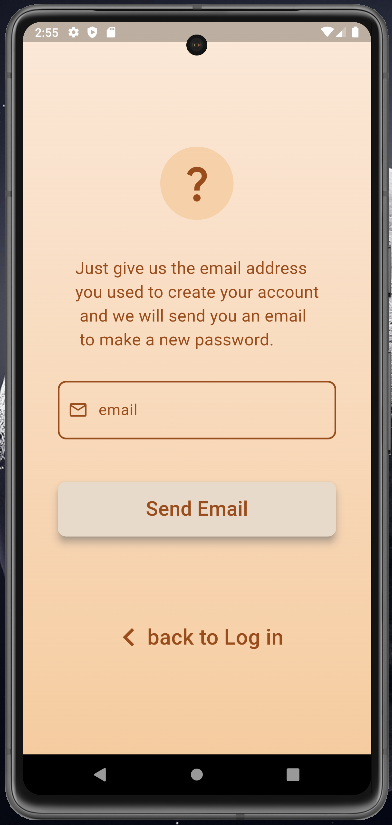 2:55
?
Just give us the email address
you used to create your account
and we will send you an email
to make a new password.
email
Send Email
back to Log in